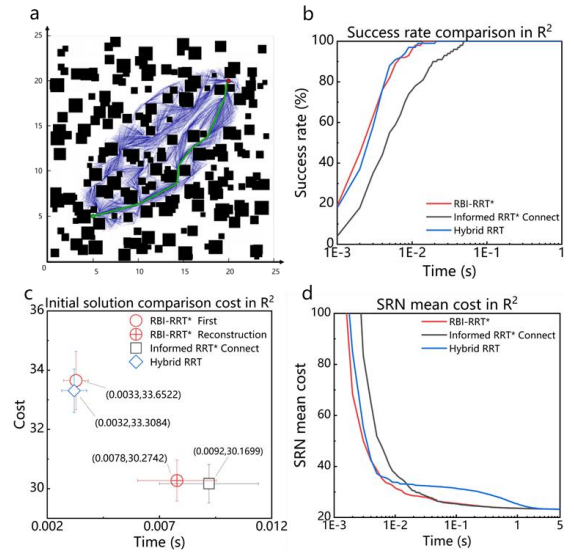 a
25
20
15
10
5
0
5
10
15
20
25
b
Success rate comparison in R²
100
80
60
40
20
0
Success rate (%)
RBI-RRT*
Informed RRT* Connect
Hybrid RRT
1E-3
1E-2
1E-1
1
Time (s)
c
Initial solution comparison cost in R²
36
34
32
30
Cost
RBI-RRT* First
RBI-RRT* Reconstruction
Informed RRT* Connect
Hybrid RRT
(0.0033,33.6522)
(0.0032,33.3084)
(0.0078,30.2742)
(0.0092,30.1699)
0.002
0.007
0.012
Time (s)
d
SRN mean cost in R²
100
80
60
40
20
SRN mean cost
RBI-RRT*
Informed RRT* Connect
Hybrid RRT
1E-3
1E-2
1E-1
1
5
Time (s)